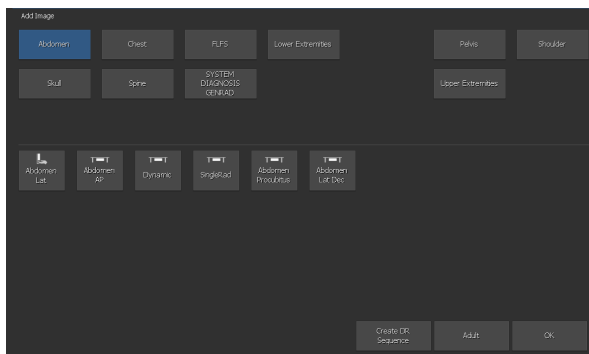 Add Image
Abdomen
Chest
FLFS
Lower Extremities
Pelvis
Shoulder
Skull
Spine
SYSTEM
DIAGNOSIS
GENRAD
Upper Extremities
Abdomen
Lat
Abdomen
AP
Dynamic
SingleRad
Abdomen
Procubitus
Abdomen
Lat Dec
Create DR
Sequence
Adult
OK